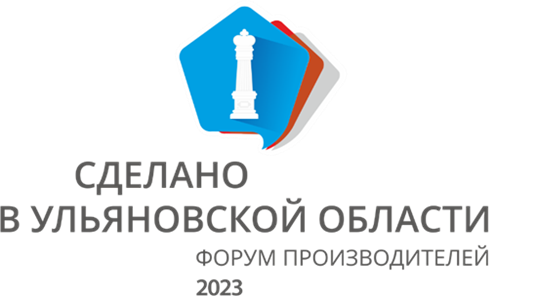 СДЕЛАНО
В УЛЬЯНОВСКОЙ ОБЛАСТИ
ФОРУМ ПРОИЗВОДИТЕЛЕЙ
2023